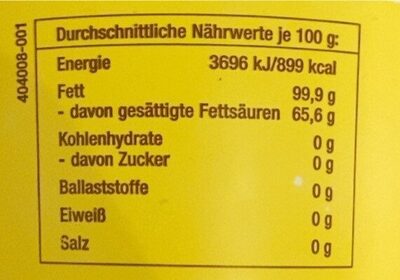 404008-001
Durchschnittliche Nährwerte je 100 g:
Energie 3696 kJ/899 kcal
Fett 99,9 g
- davon gesättigte Fettsäuren 65,6 g
Kohlenhydrate 0 g
- davon Zucker 0 g
Ballaststoffe 0 g
Eiweiß 0 g
Salz 0 g